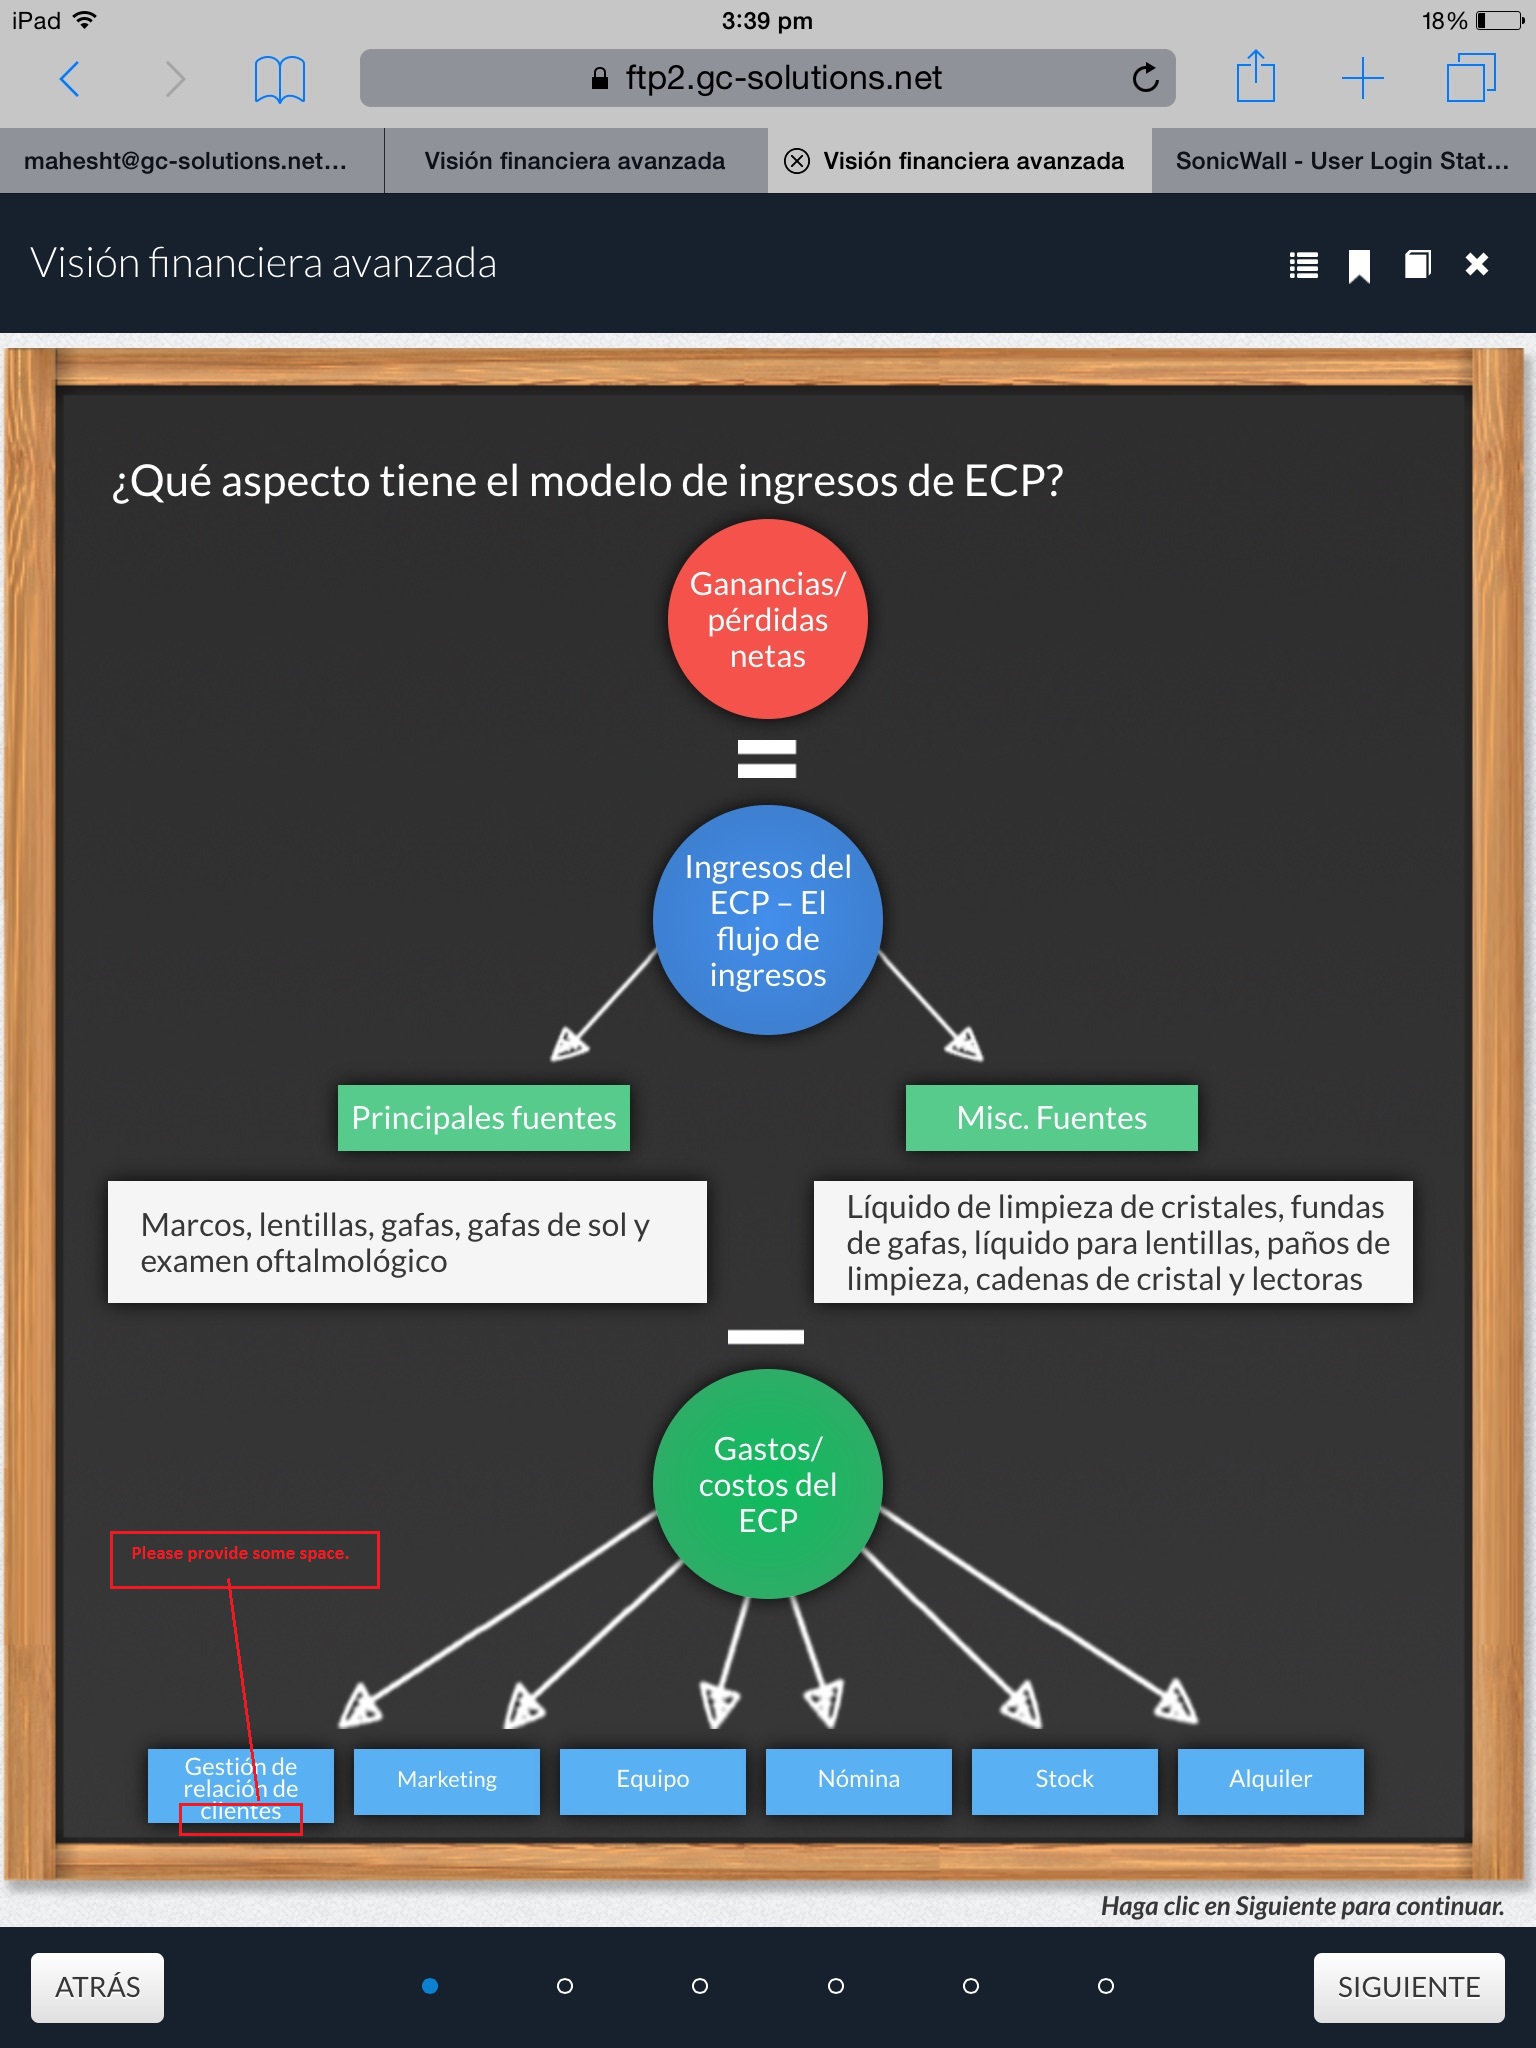 iPad
3:39 pm
18%
ftp2.gc-solutions.net
mahesht@gc-solutions.net...
Visión financiera avanzada
Visión financiera avanzada
SonicWall - User Login Stat...
Visión financiera avanzada
¿Qué aspecto tiene el modelo de ingresos de ECP?
Ganancias/
pérdidas
netas
=
Ingresos del
ECP – El
flujo de
ingresos
Principales fuentes
Misc. Fuentes
Marcos, lentillas, gafas, gafas de sol y
examen oftalmológico
Líquido de limpieza de cristales, fundas
de gafas, líquido para lentillas, paños de
limpieza, cadenas de cristal y lectoras
Gastos/
costos del
ECP
Please provide some space.
Gestión de
relación de
clientes
Marketing
Equipo
Nómina
Stock
Alquiler
Haga clic en Siguiente para continuar.
ATRÁS
SIGUIENTE